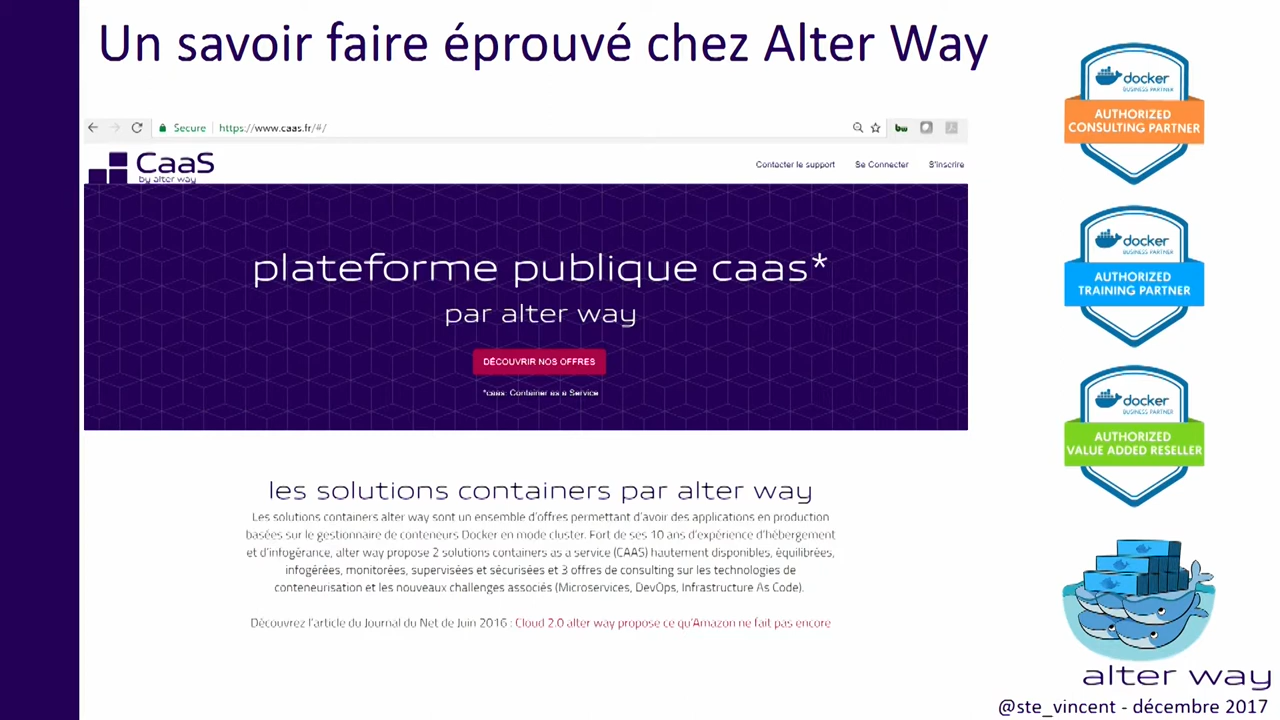 Un savoir faire éprouvé chez Alter Way
Secure https://www.caas.fr/#/
CaaS
by alter way
Contacter le support Se Connecter S'inscrire
plateforme publique caas*
par alter way
DÉCOUVRIR NOS OFFRES
*caas: Container as a Service
les solutions containers par alter way
Les solutions containers alter way sont un ensemble d'offres permettant d'avoir des applications en production
basées sur le gestionnaire de conteneurs Docker en mode cluster. Fort de ses 10 ans d'expérience d'hébergement
et d'infogérance, alter way propose 2 solutions containers as a service (CAAS) hautement disponibles, équilibrées,
infogérées, monitorées, supervisées et sécurisées et 3 offres de consulting sur les technologies de
conteneurisation et les nouveaux challenges associés (Microservices, DevOps, Infrastructure As Code).
Découvrez l'article du Journal du Net de Juin 2016 : Cloud 2.0 alter way propose ce qu'Amazon ne fait pas encore
docker
BUSINESS PARTNER
AUTHORIZED
CONSULTING PARTNER
docker
BUSINESS PARTNER
AUTHORIZED
TRAINING PARTNER
docker
BUSINESS PARTNER
AUTHORIZED
VALUE ADDED RESELLER
alter way
@ste_vincent - décembre 2017